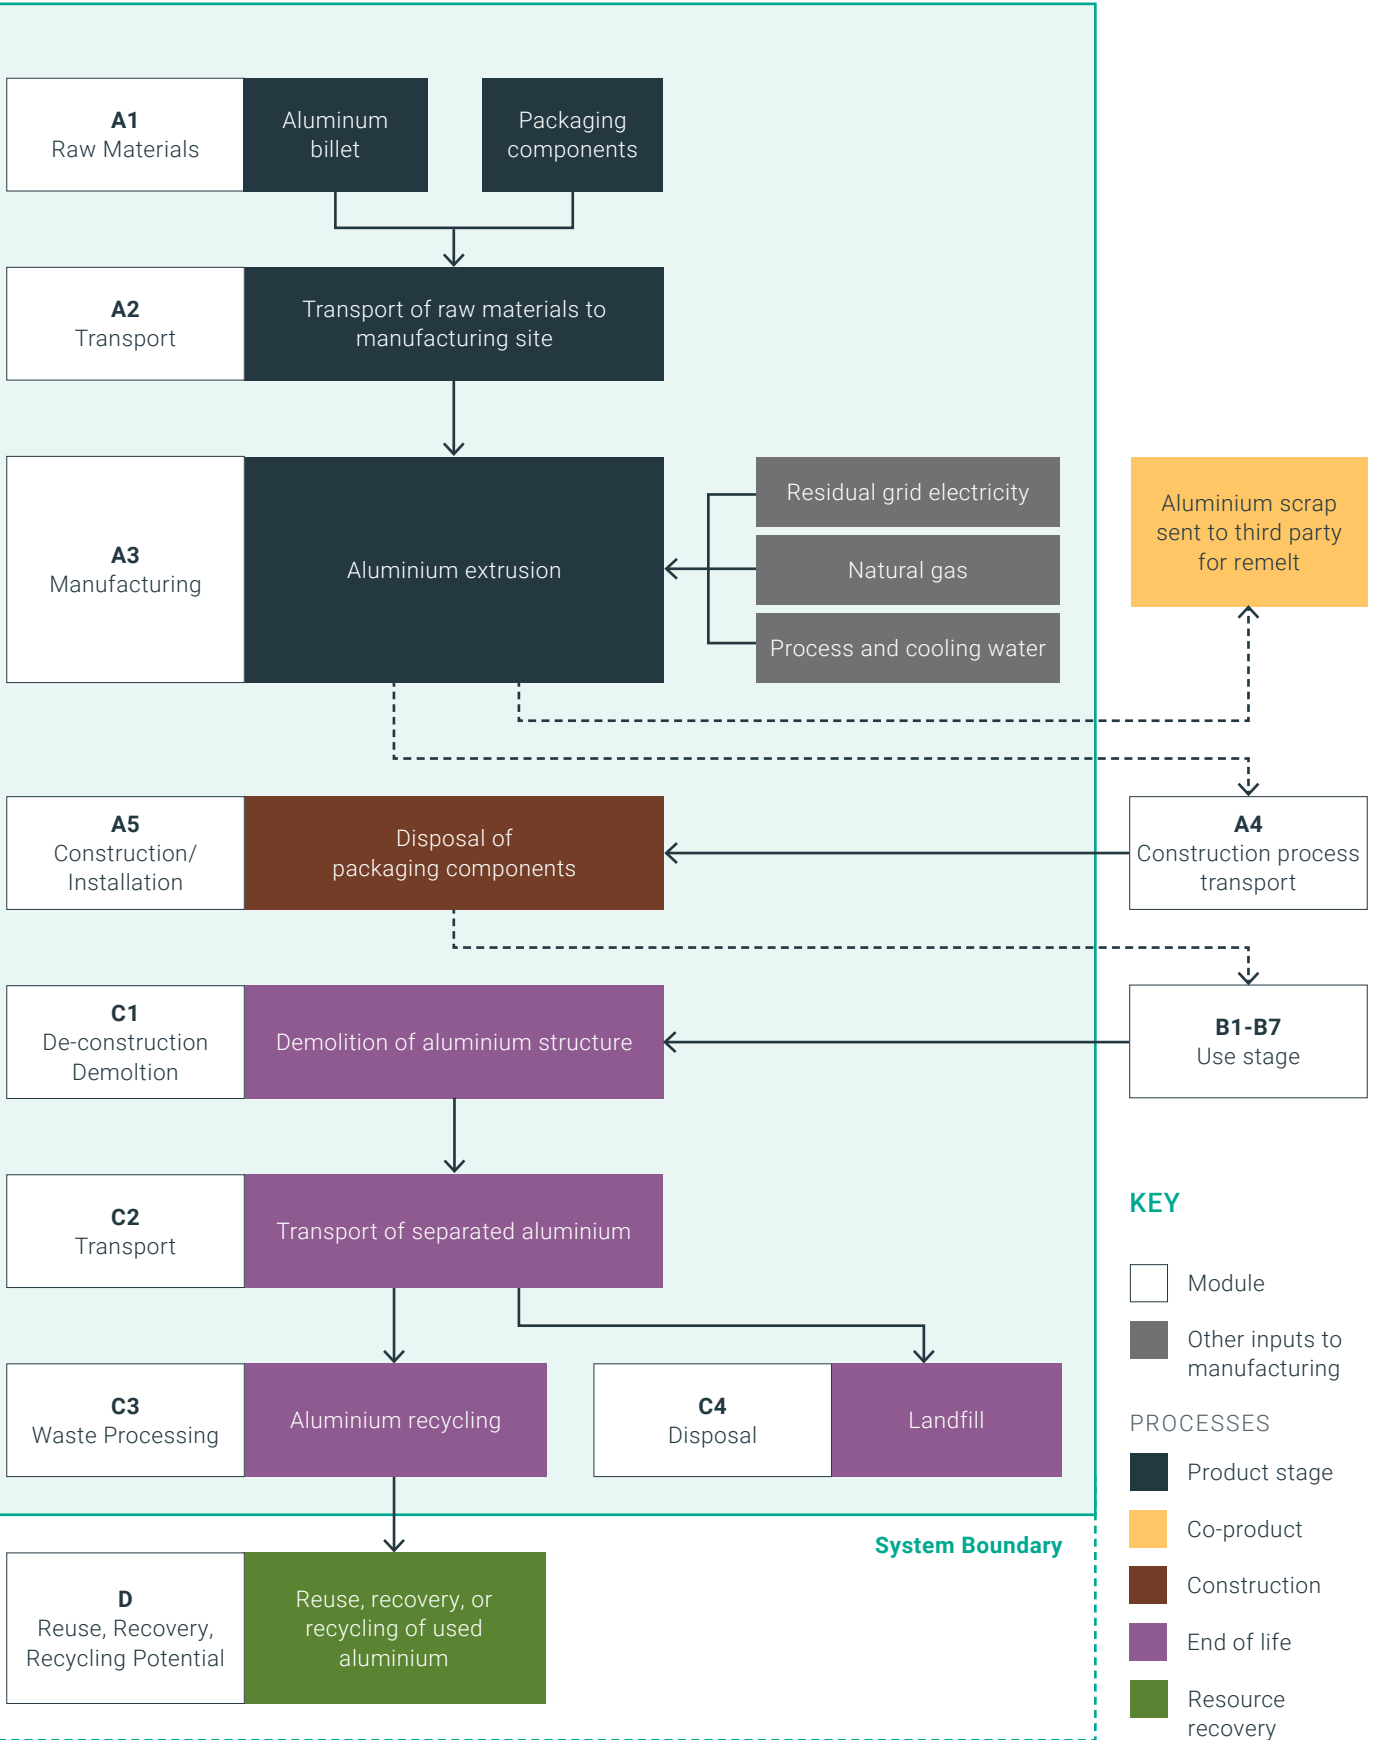 A1
Raw Materials
Aluminum
billet
Packaging
components
A2
Transport
Transport of raw materials to
manufacturing site
A3
Manufacturing
Aluminium extrusion
Residual grid electricity
Natural gas
Process and cooling water
Aluminium scrap
sent to third party
for remelt
A5
Construction/
Installation
Disposal of
packaging components
A4
Construction process
transport
C1
De-construction
Demoltion
Demolition of aluminium structure
B1-B7
Use stage
C2
Transport
Transport of separated aluminium
C3
Waste Processing
Aluminium recycling
C4
Disposal
Landfill
System Boundary
D
Reuse, Recovery,
Recycling Potential
Reuse, recovery, or
recycling of used
aluminium
KEY
Module
Other inputs to
manufacturing
PROCESSES
Product stage
Co-product
Construction
End of life
Resource
recovery